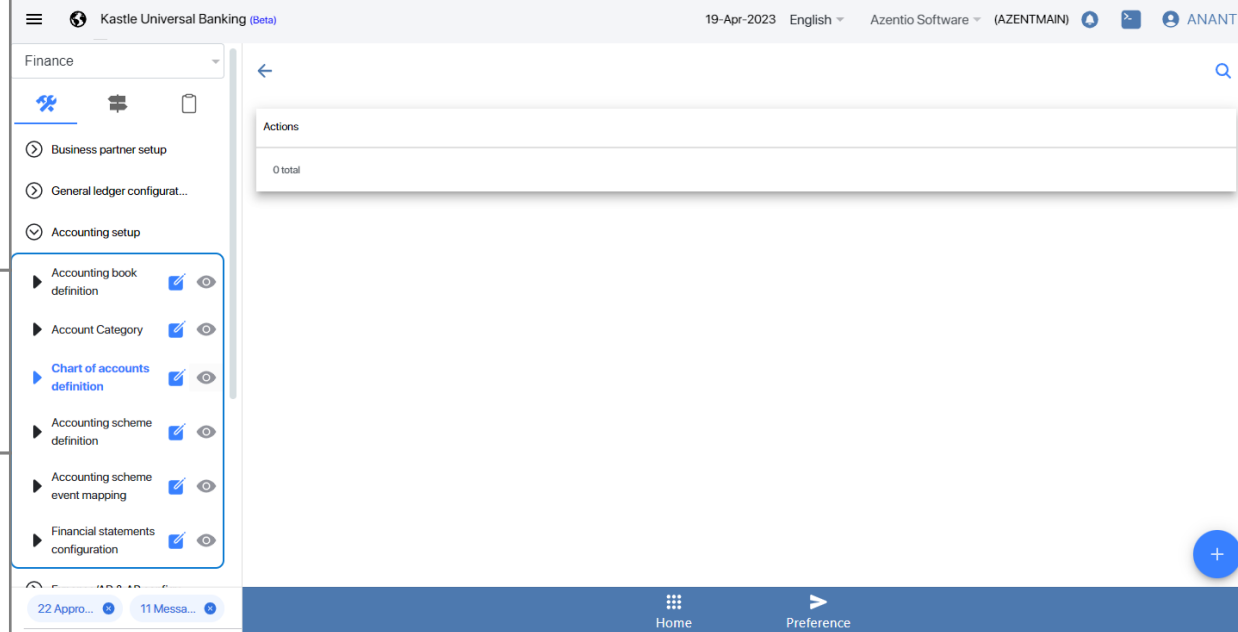 Kastle Universal Banking (Beta)
19-Apr-2023 English Azentio Software (AZENTMAIN) ANANT
Finance
Business partner setup
General ledger configurat...
Accounting setup
Accounting book
definition
Account Category
Chart of accounts
definition
Accounting scheme
definition
Accounting scheme
event mapping
Financial statements
configuration
22 Appro...
11 Messa...
Actions
0 total
Home
Preference